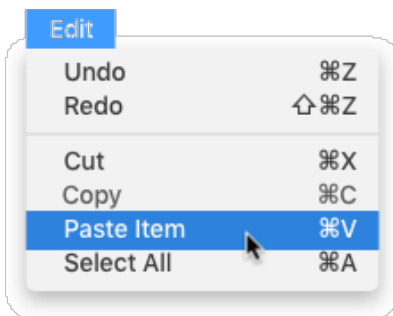 Edit
Undo ⌘Z
Redo ⇧⌘Z
Cut ⌘X
Copy ⌘C
Paste Item ⌘V
Select All ⌘A